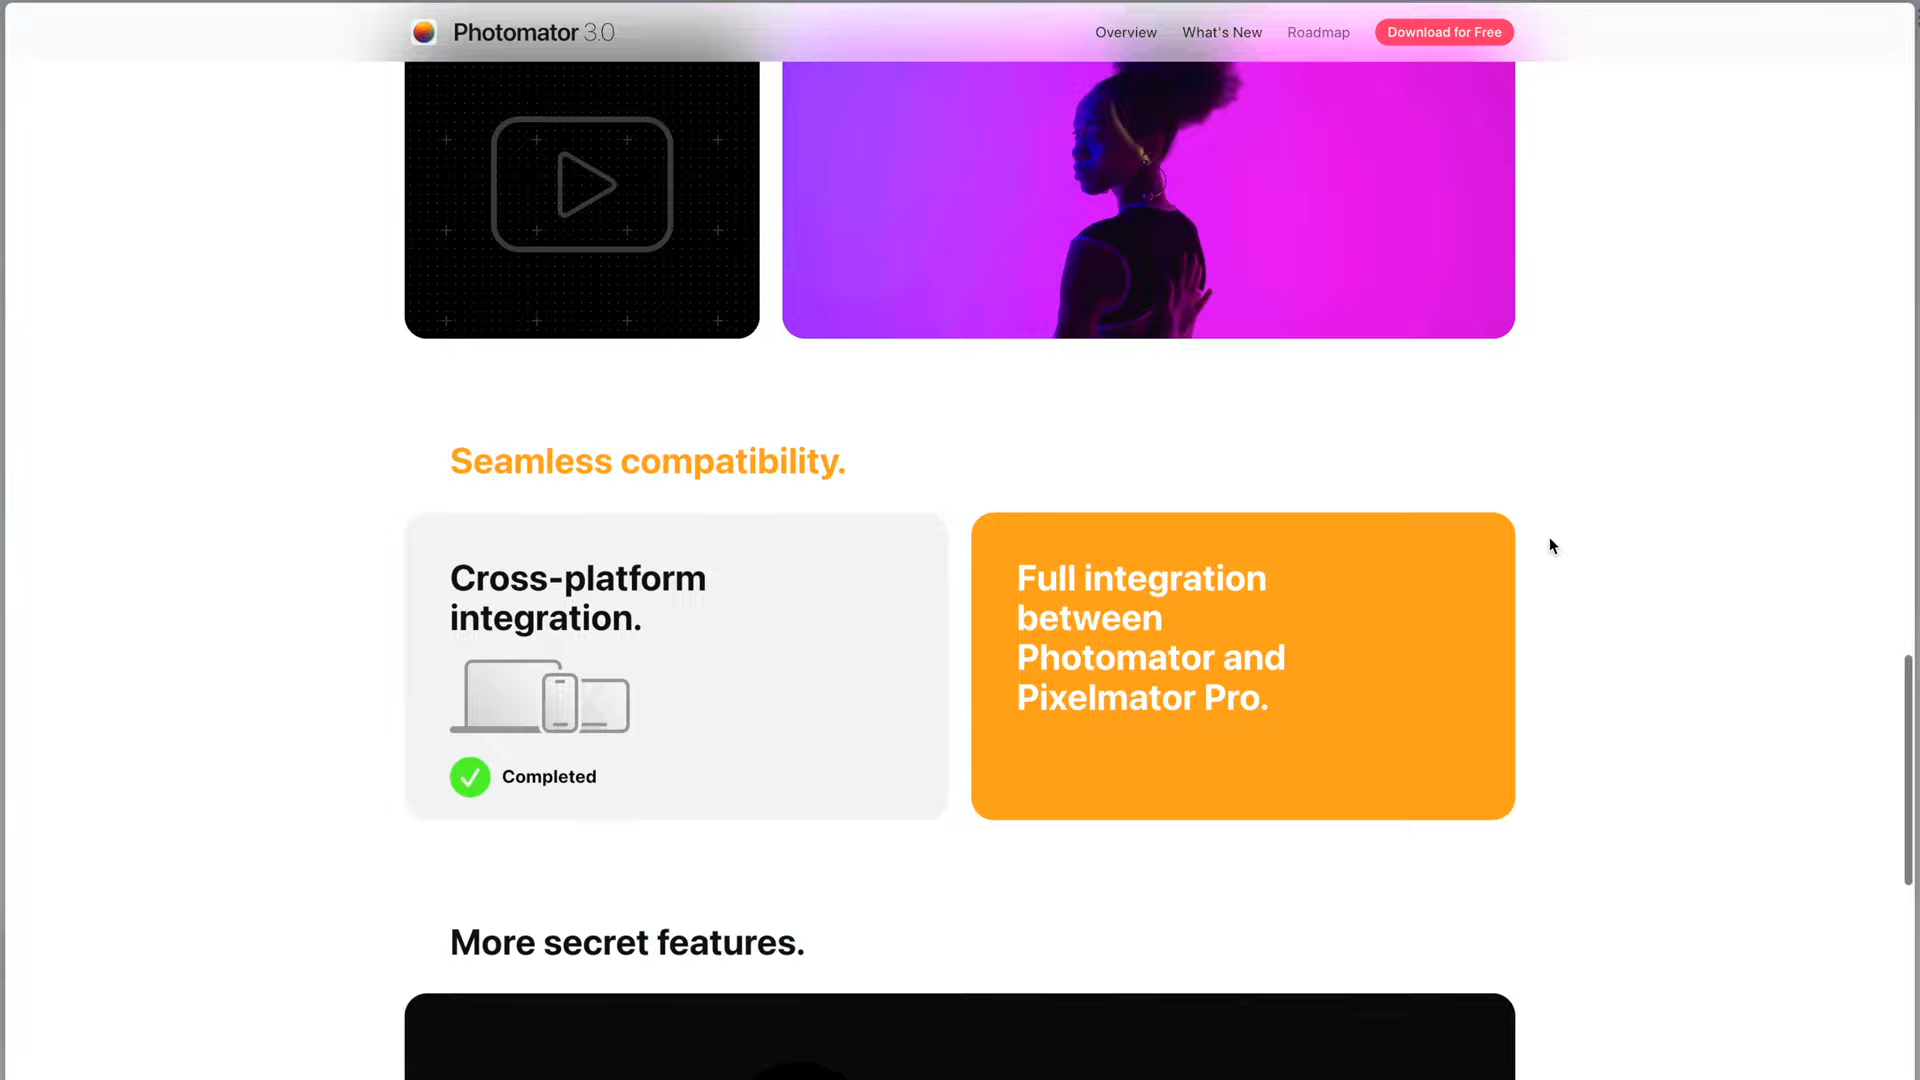 Photomator 3.0
Overview What's New Roadmap Download for Free
Seamless compatibility.
Cross-platform
integration.
Completed
Full integration
between
Photomator and
Pixelmator Pro.
More secret features.